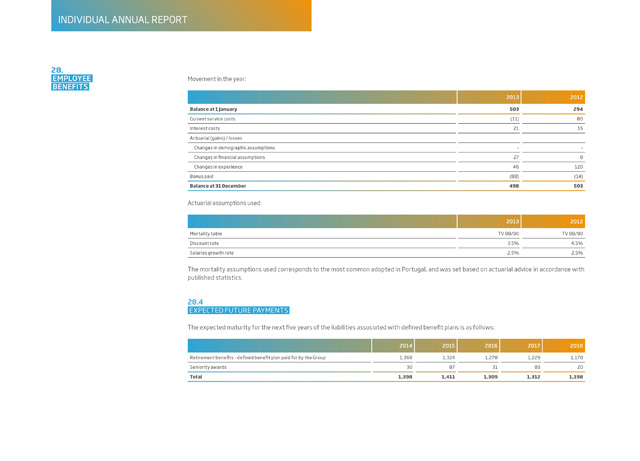 INDIVIDUAL ANNUAL REPORT
28.
EMPLOYEE
BENEFITS
Movement in the year:
2013 2012
Balance at 1 January 503 294
Current service costs (11) 80
Interest costs 21 15
Actuarial (gains) / losses
Changes in demographic assumptions - -
Changes in financial assumptions 27 8
Changes in experience 46 120
Bonus paid (88) (14)
Balance at 31 December 498 503
Actuarial assumptions used:
2013 2012
Mortality table TV 88/90 TV 88/90
Discount rate 3.5% 4.5%
Salaries growth rate 2.5% 2.5%
The mortality assumptions used corresponds to the most common adopted in Portugal, and was set based on actuarial advice in accordance with
published statistics.
28.4
EXPECTED FUTURE PAYMENTS
The expected maturity for the next five years of the liabilities associated with defined benefit plans is as follows:
2014 2015 2016 2017 2018
Retirement benefits - defined benefit plan paid for by the Group 1,368 1,324 1,278 1,229 1,178
Seniority awards 30 87 31 83 20
Total 1,398 1,411 1,309 1,312 1,198